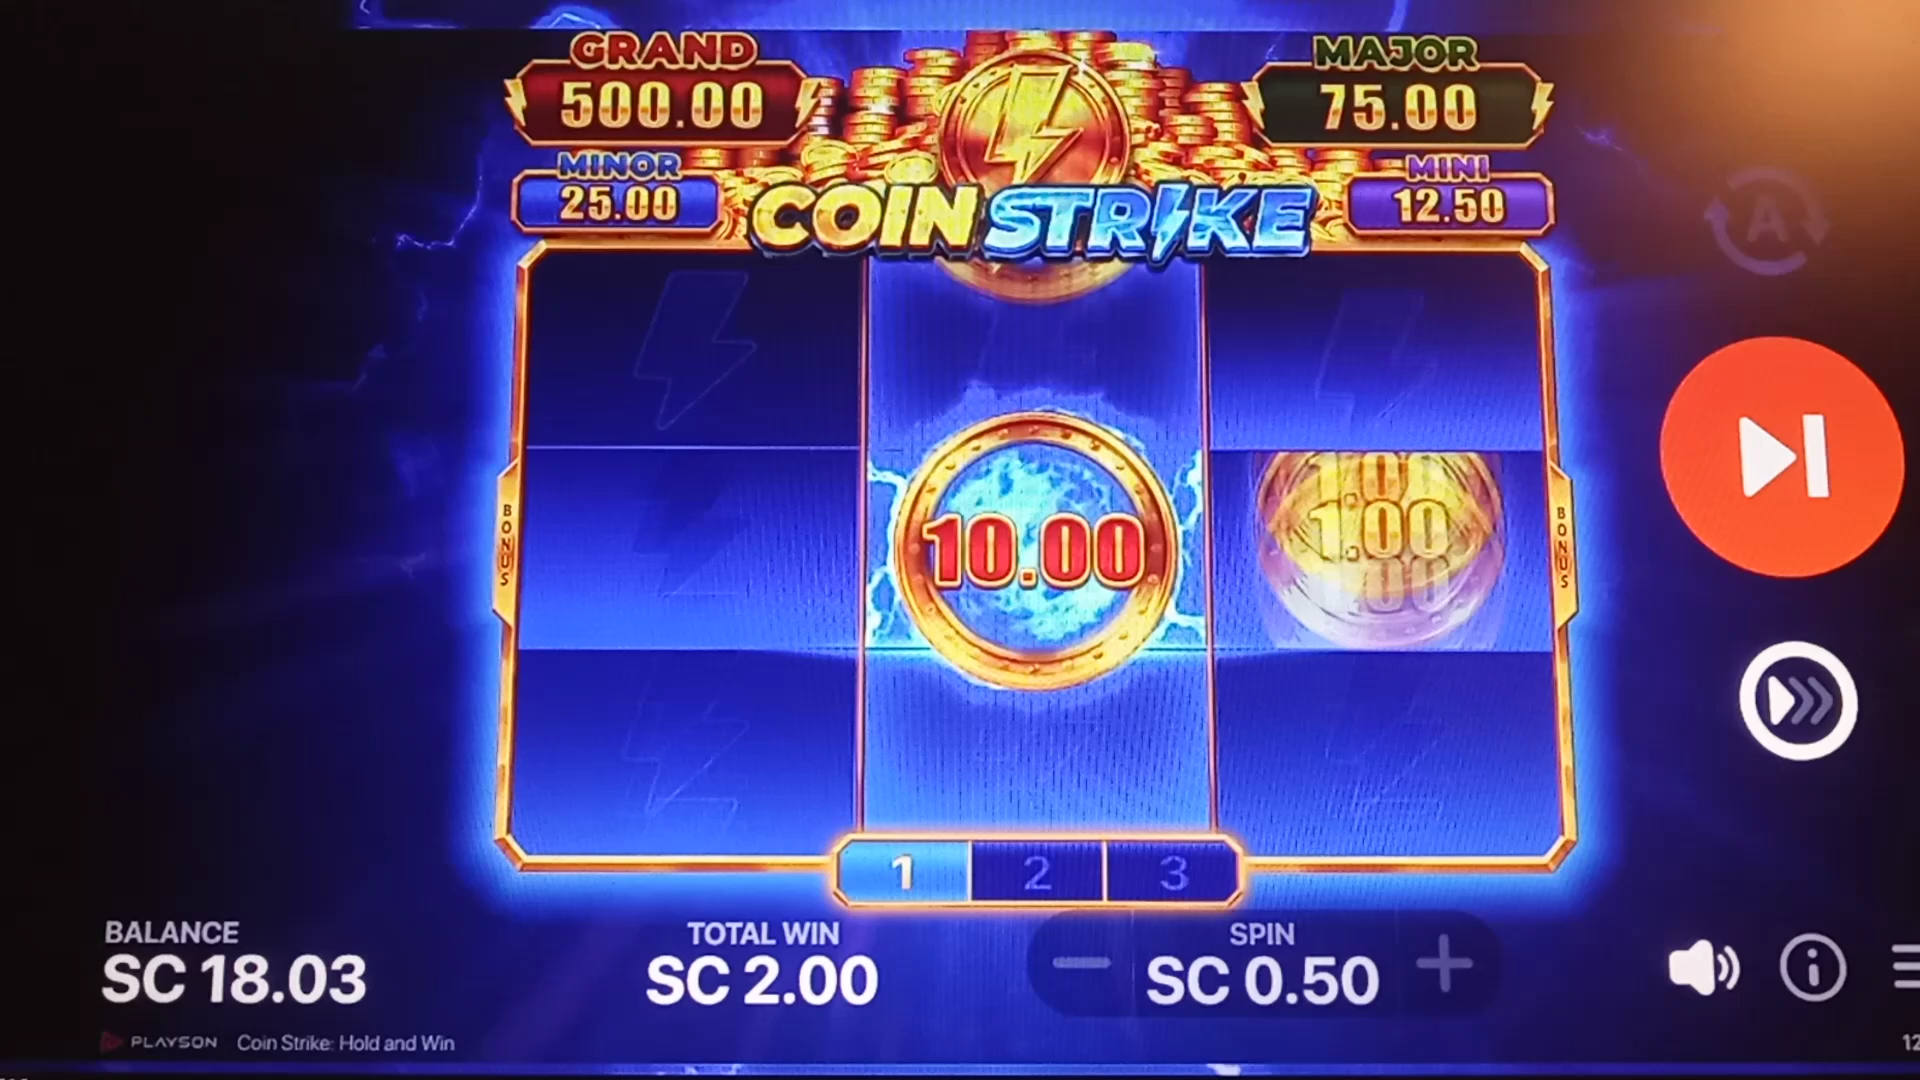 GRAND
500.00
MAJOR
75.00
MINOR
25.00
MINI
12.50
COIN STRIKE
A
BONUS
10.00
1.00
BONUS
1 2 3
BALANCE
SC 18.03
TOTAL WIN
SC 2.00
SPIN
SC 0.50
PLAYSON Coin Strike: Hold and Win